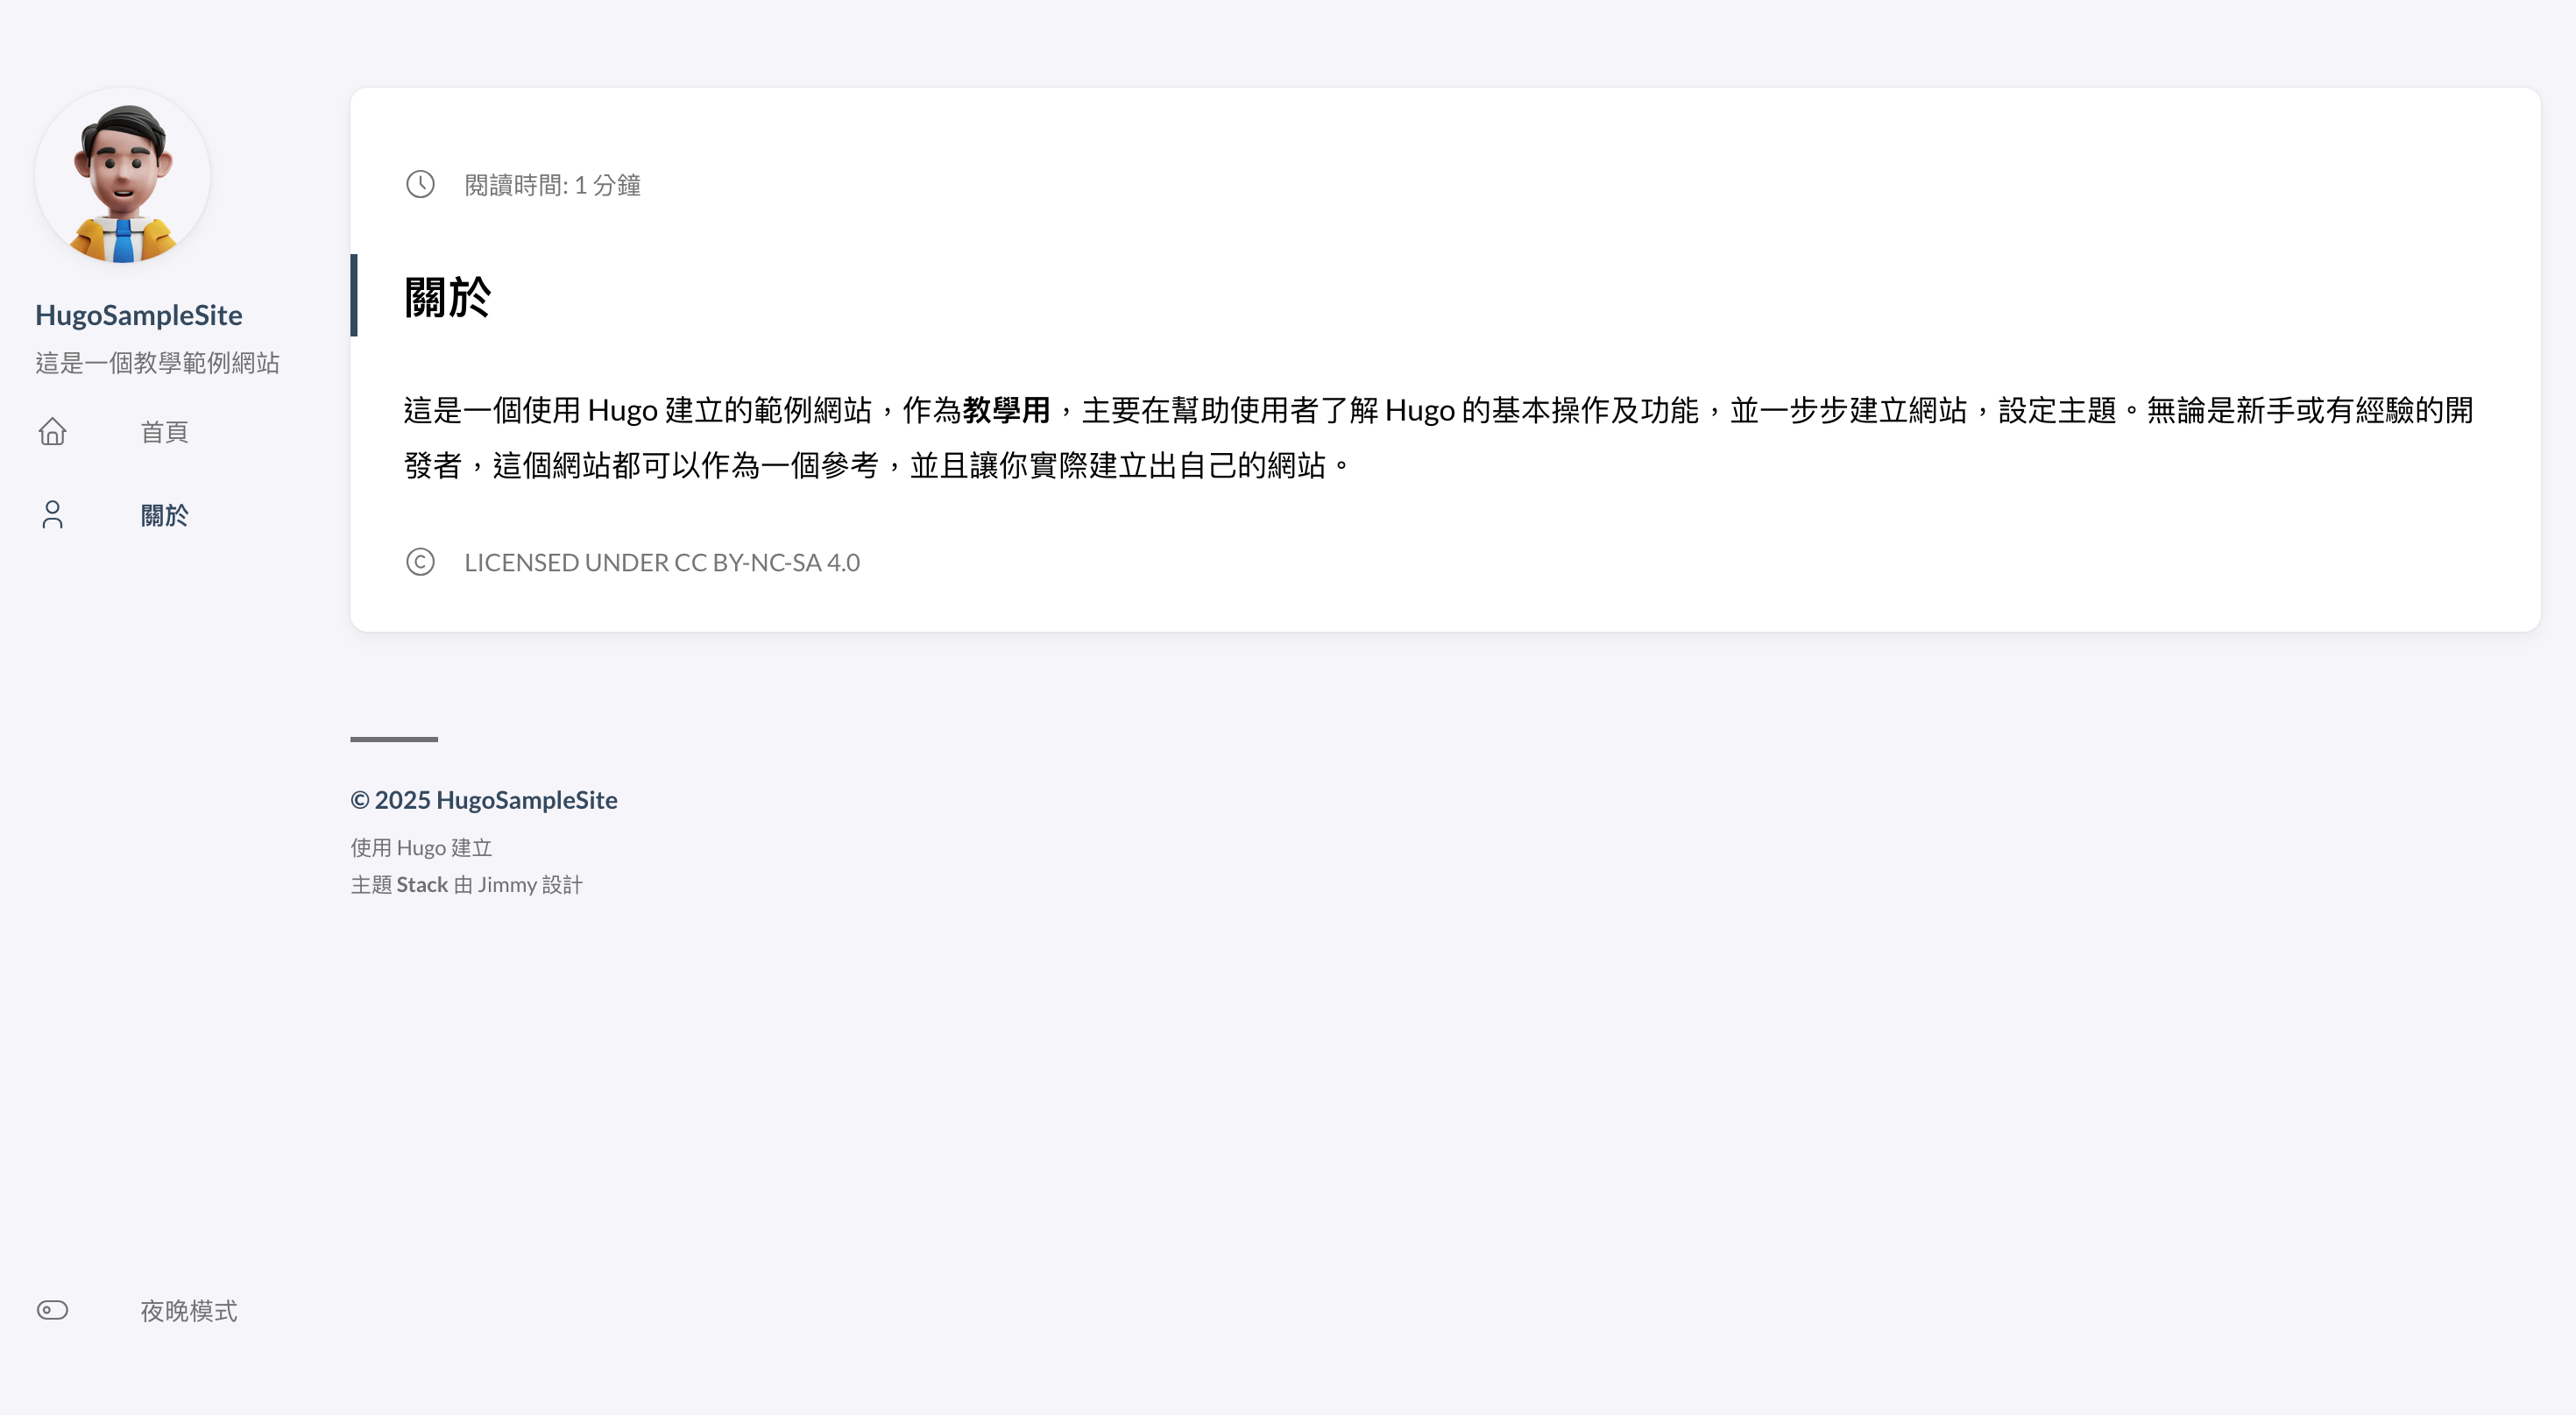 HugoSampleSite
這是一個教學範例網站
首頁
關於
夜晚模式
閱讀時間: 1 分鐘
關於
這是一個使用 Hugo 建立的範例網站，作為教學用，主要在幫助使用者了解 Hugo 的基本操作及功能，並一步步建立網站，設定主題。無論是新手或有經驗的開
發者，這個網站都可以作為一個參考，並且讓你實際建立出自己的網站。
LICENSED UNDER CC BY-NC-SA 4.0
© 2025 HugoSampleSite
使用 Hugo 建立
主題 Stack 由 Jimmy 設計